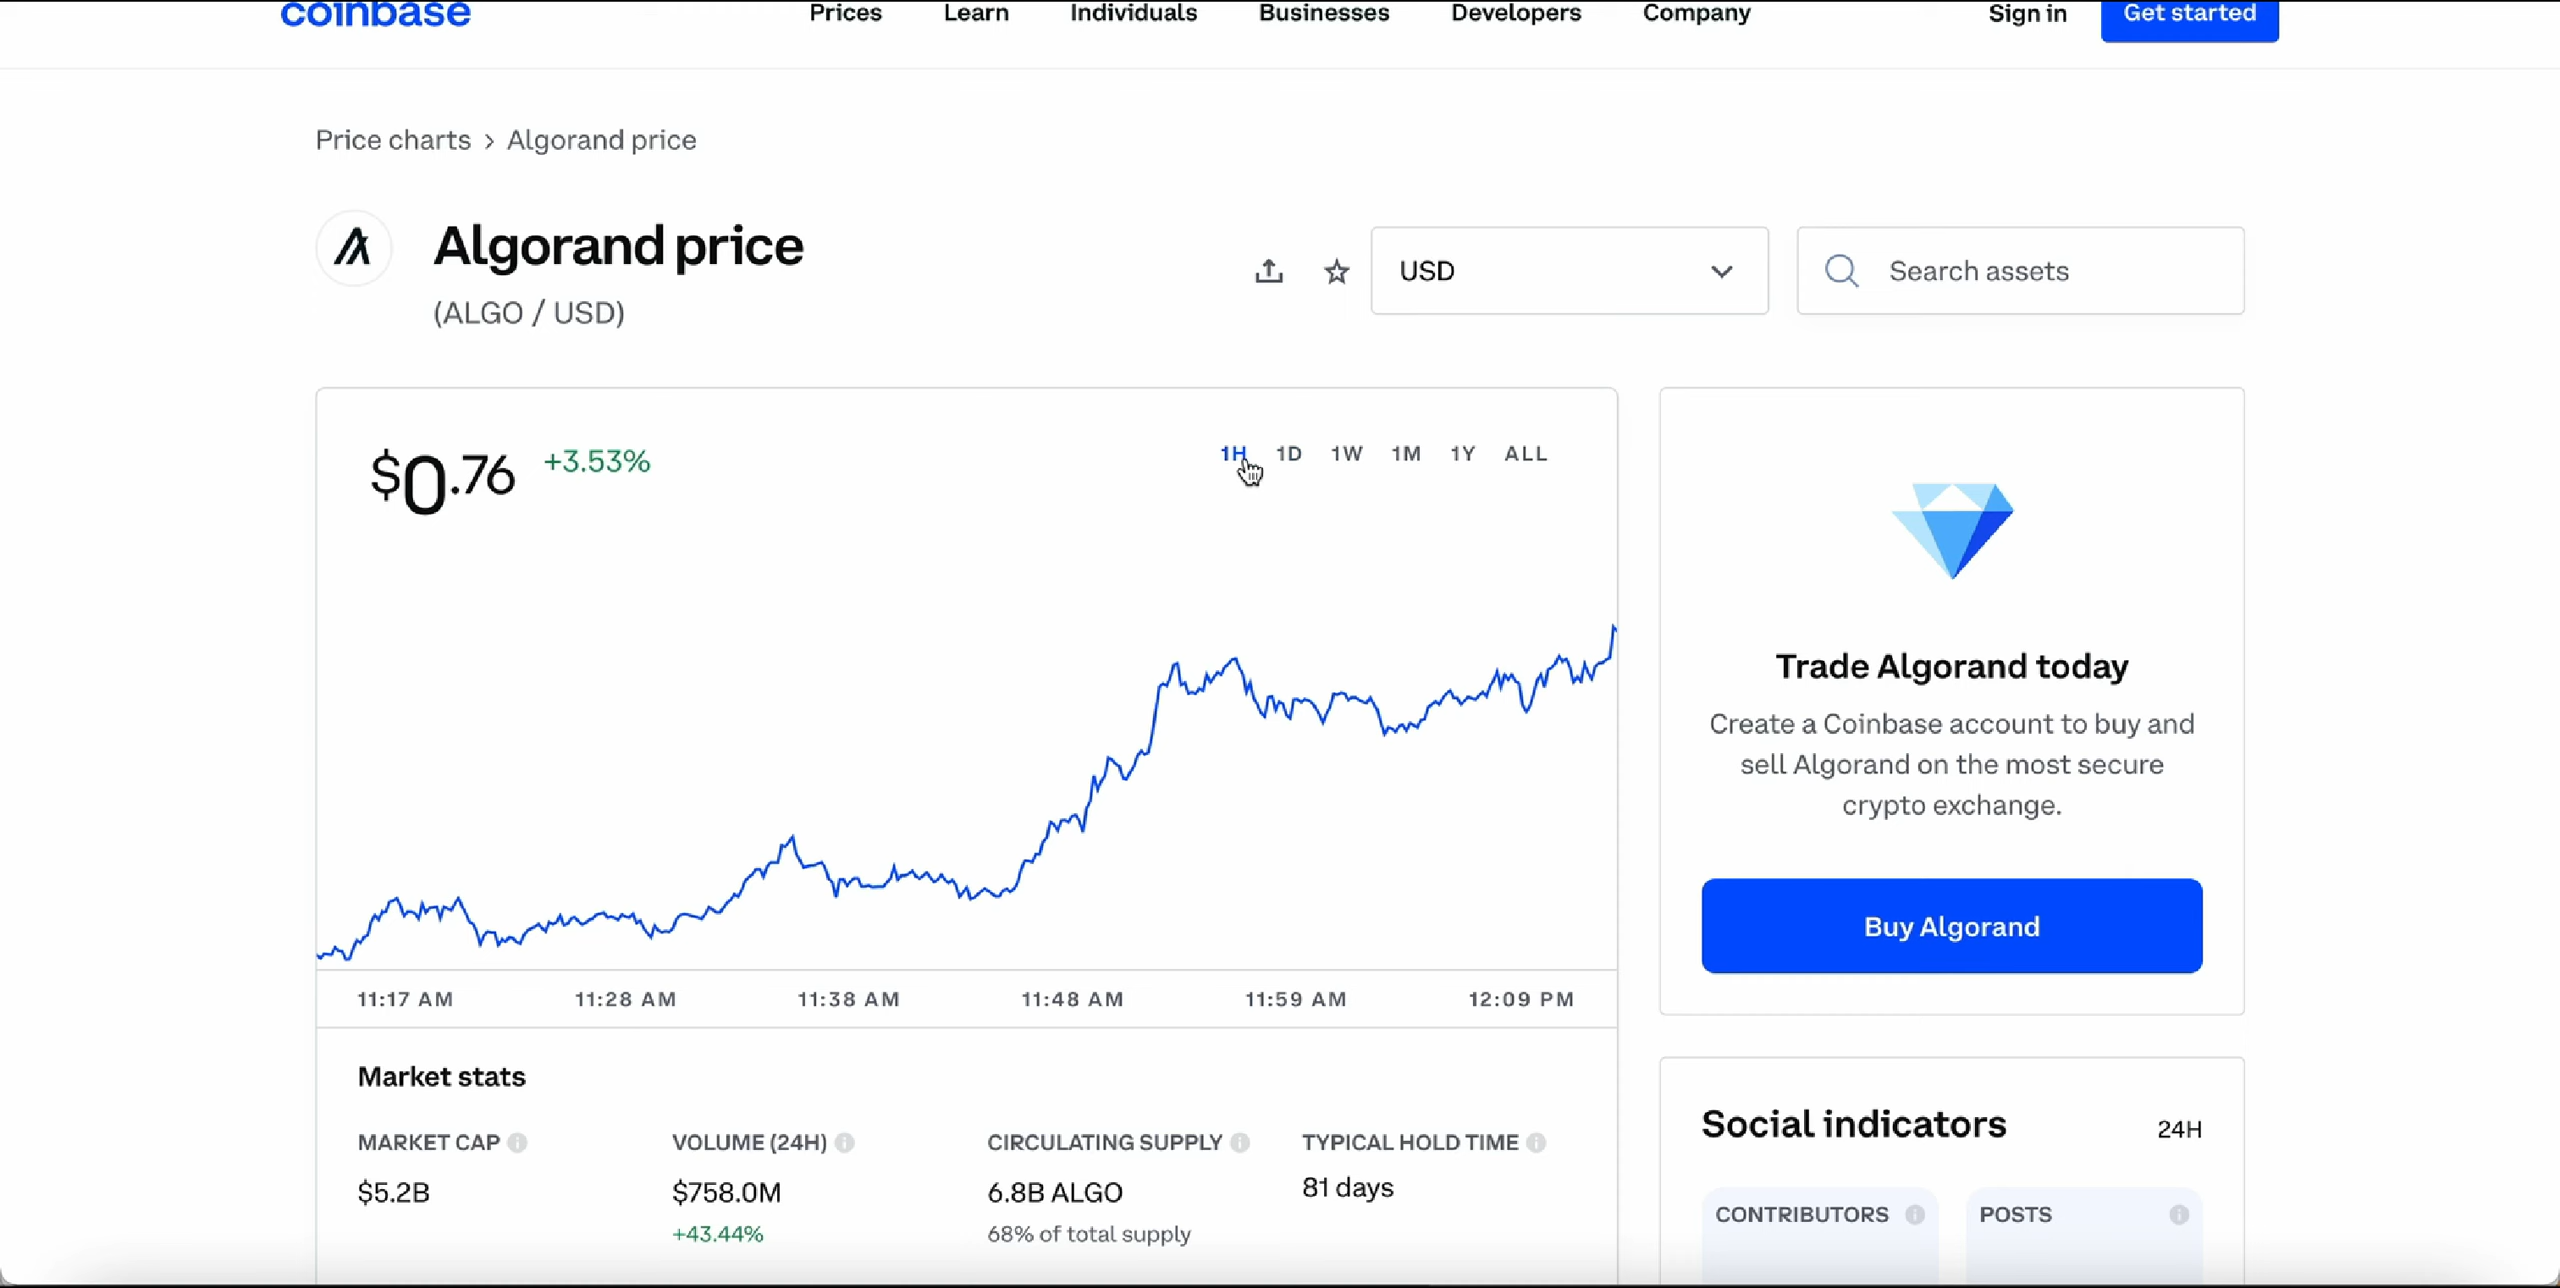 coinbase
Prices Learn Individuals Businesses Developers Company Sign in Get started
Price charts > Algorand price
Algorand price
(ALGO / USD)
USD
Search assets
$0.76 +3.53%
1H 1D 1W 1M 1Y ALL
11:17 AM 11:28 AM 11:38 AM 11:48 AM 11:59 AM 12:09 PM
Trade Algorand today
Create a Coinbase account to buy and
sell Algorand on the most secure
crypto exchange.
Buy Algorand
Market stats
MARKET CAP VOLUME (24H) CIRCULATING SUPPLY TYPICAL HOLD TIME
$5.2B $758.0M 6.8B ALGO 81 days
+43.44% 68% of total supply
Social indicators 24H
CONTRIBUTORS POSTS